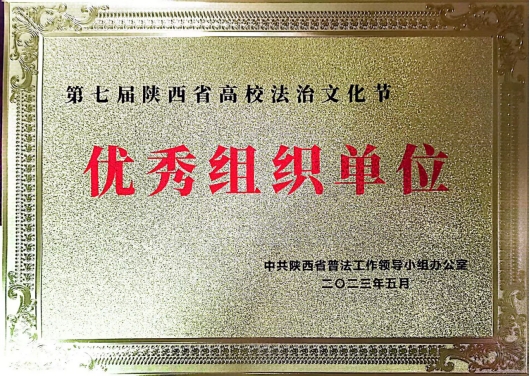 第七届陕西省高校法治文化节
优秀组织单位
中共陕西省普法工作领导小组办公室
二〇二三年五月